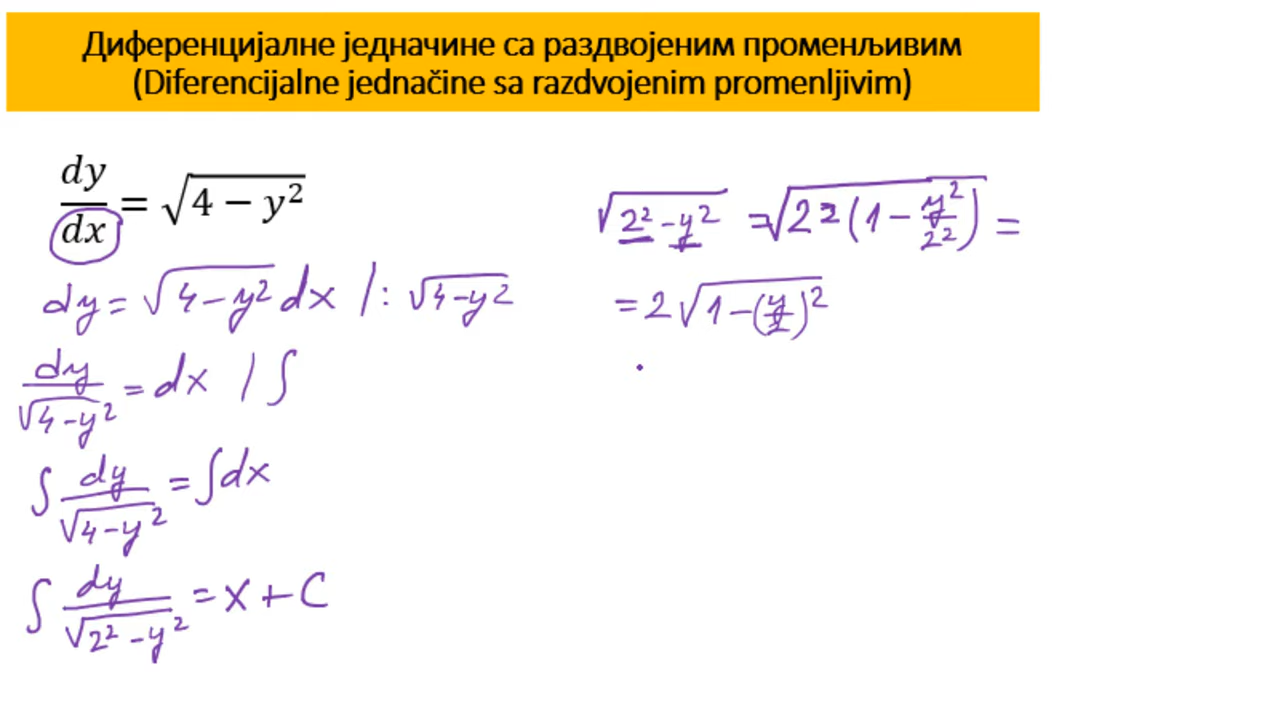 Диференцијалне једначине са раздвојеним променљивим
(Diferencijalne jednačine sa razdvojenim promenljivim)
dy/dx = √(4 − y²)
dy = √(4−y²) dx /: √(4−y²)
dy/√(4−y²) = dx / ∫
∫ dy/√(4−y²) = ∫dx
∫ dy/√(2²−y²) = x + C
√(2²−y²) = √(2²(1−y²/2²)) =
= 2√(1−(y/2)²)